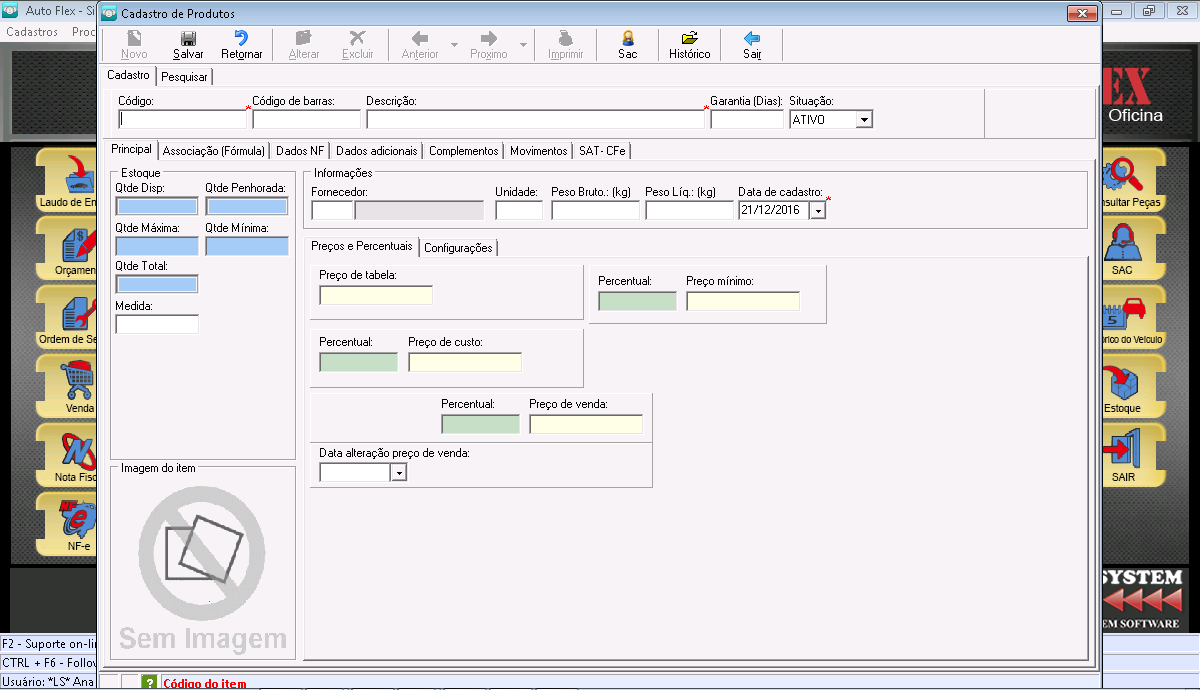 Auto Flex - Si
Cadastro de Produtos
Cadastros Proc
Novo Salvar Retornar Alterar Excluir Anterior Proximo Imprimir Sac Histórico Sair
Cadastro Pesquisar
Código: * Código de barras: Descrição: * Garantia (Dias): Situação:
ATIVO
EX
Oficina
Principal Associação (Fórmula) Dados NF Dados adicionais Complementos Movimentos SAT- CFe
Estoque
Qtde Disp: Qtde Penhorada:
Qtde Máxima: Qtde Mínima:
Qtde Total:
Medida:
Informações
Fornecedor: Unidade: Peso Bruto.: (kg) Peso Líq.: (kg) Data de cadastro: *
21/12/2016
Preços e Percentuais Configurações
Preço de tabela:
Percentual: Preço mínimo:
Percentual: Preço de custo:
Percentual: Preço de venda:
Data alteração preço de venda:
Imagem do item
Sem Imagem
Laudo de En
Orçamen
Ordem de Se
Venda
Nota Fisc
NF-e
nsultar Peças
SAC
5
rico do Veículo
Estoque
SAIR
SYSTEM
EM SOFTWARE
F2 - Suporte on-lin
CTRL + F6 - Follov
Usuário: *LS* Ana
? Código do item